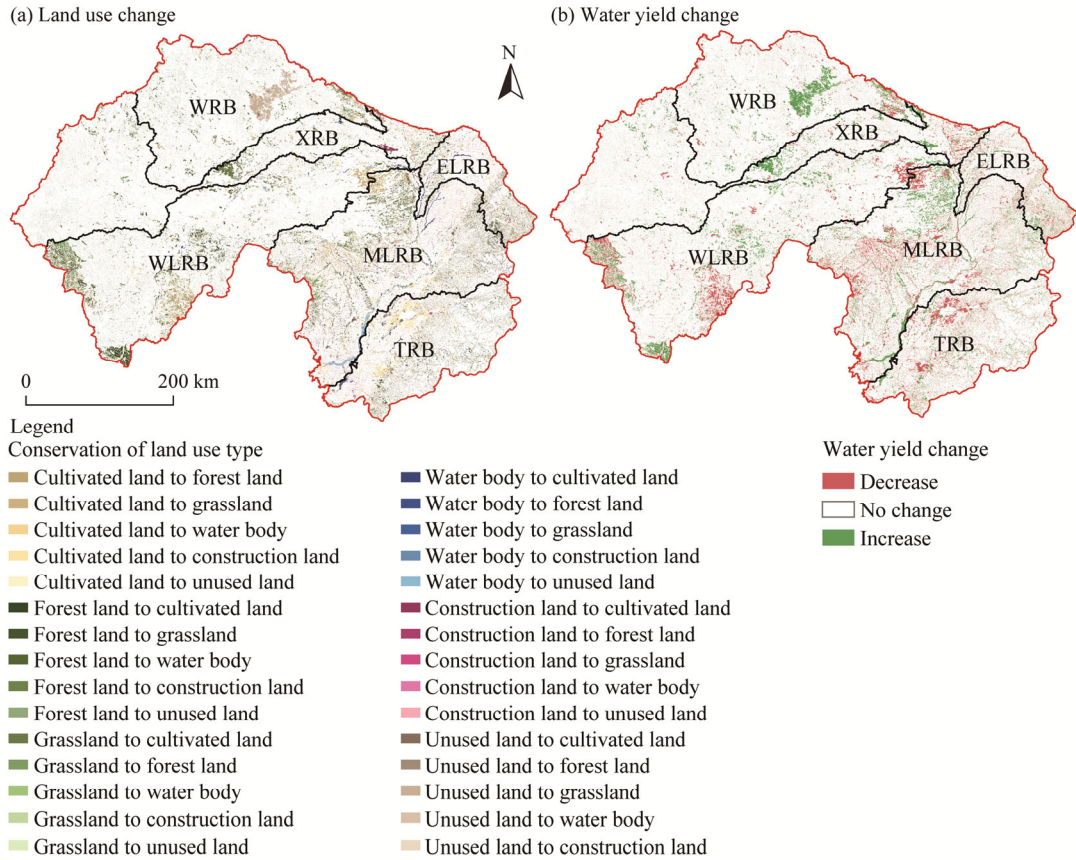 (a) Land use change
(b) Water yield change
N
WRB
XRB
ELRB
WLRB
MLRB
TRB
0 200 km
WRB
XRB
ELRB
WLRB
MLRB
TRB
Legend
Conservation of land use type
Cultivated land to forest land
Cultivated land to grassland
Cultivated land to water body
Cultivated land to construction land
Cultivated land to unused land
Forest land to cultivated land
Forest land to grassland
Forest land to water body
Forest land to construction land
Forest land to unused land
Grassland to cultivated land
Grassland to forest land
Grassland to water body
Grassland to construction land
Grassland to unused land
Water body to cultivated land
Water body to forest land
Water body to grassland
Water body to construction land
Water body to unused land
Construction land to cultivated land
Construction land to forest land
Construction land to grassland
Construction land to water body
Construction land to unused land
Unused land to cultivated land
Unused land to forest land
Unused land to grassland
Unused land to water body
Unused land to construction land
Water yield change
Decrease
No change
Increase